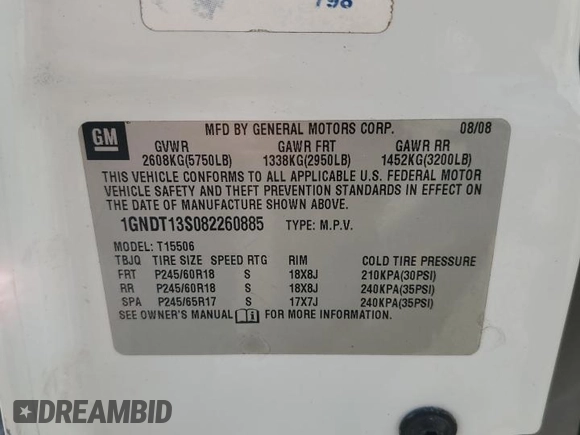 798
GM
MFD BY GENERAL MOTORS CORP. 08/08
GVWR GAWR FRT GAWR RR
2608KG(5750LB) 1338KG(2950LB) 1452KG(3200LB)
THIS VEHICLE CONFORMS TO ALL APPLICABLE U.S. FEDERAL MOTOR
VEHICLE SAFETY AND THEFT PREVENTION STANDARDS IN EFFECT ON
THE DATE OF MANUFACTURE SHOWN ABOVE.
1GNDT13S082260885 TYPE: M.P.V.
MODEL: T15506
TBJQ TIRE SIZE SPEED RTG RIM COLD TIRE PRESSURE
FRT P245/60R18 S 18X8J 210KPA(30PSI)
RR P245/60R18 S 18X8J 240KPA(35PSI)
SPA P245/65R17 S 17X7J 240KPA(35PSI)
SEE OWNER'S MANUAL FOR MORE INFORMATION.
DREAMBID